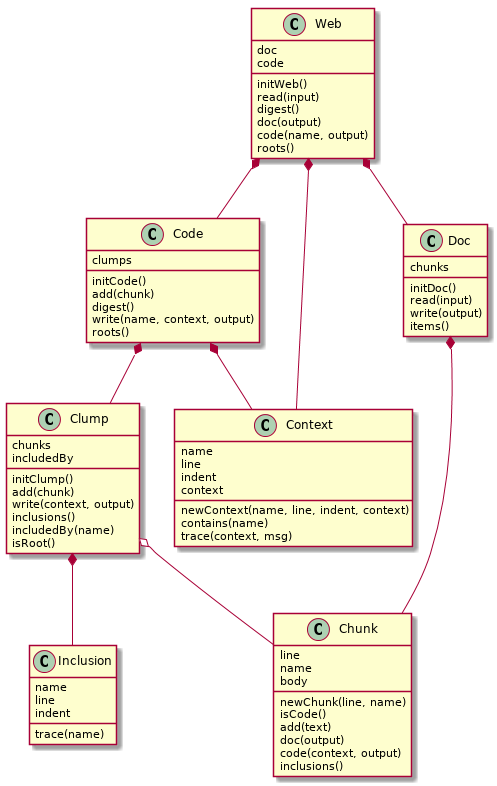 C Web
doc
code
initWeb()
read(input)
digest()
doc(output)
code(name, output)
roots()
C Code
clumps
initCode()
add(chunk)
digest()
write(name, context, output)
roots()
C Doc
chunks
initDoc()
read(input)
write(output)
items()
C Clump
chunks
includedBy
initClump()
add(chunk)
write(context, output)
inclusions()
includedBy(name)
isRoot()
C Context
name
line
indent
context
newContext(name, line, indent, context)
contains(name)
trace(context, msg)
C Inclusion
name
line
indent
trace(name)
C Chunk
line
name
body
newChunk(line, name)
isCode()
add(text)
doc(output)
code(context, output)
inclusions()